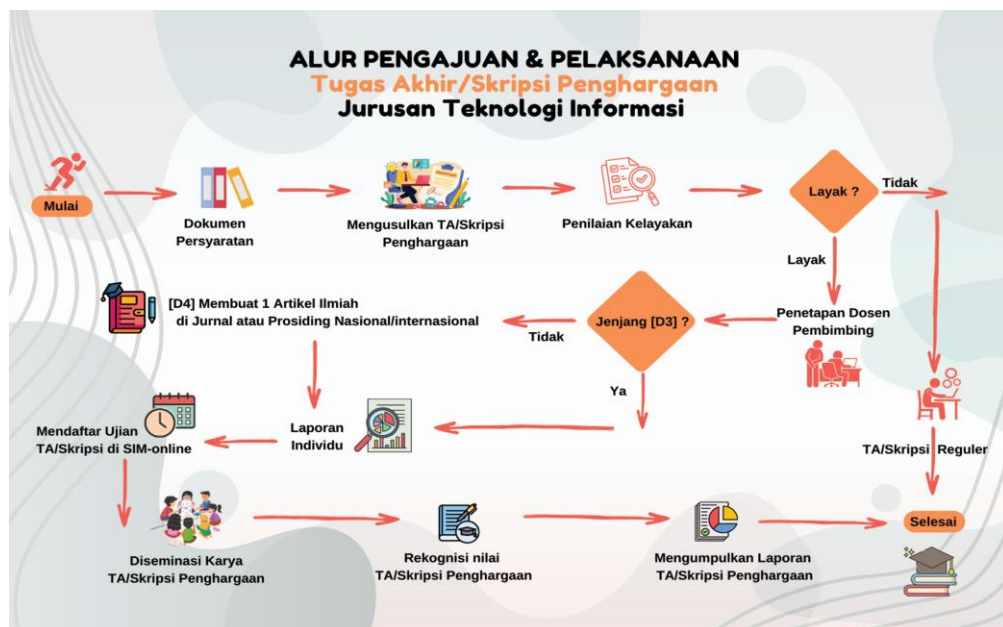 ALUR PENGAJUAN & PELAKSANAAN
Tugas Akhir/Skripsi Penghargaan
Jurusan Teknologi Informasi
Mulai
Dokumen
Persyaratan
Mengusulkan TA/Skripsi
Penghargaan
Penilaian Kelayakan
Layak ?
Tidak
Layak
[D4] Membuat 1 Artikel Ilmiah
di Jurnal atau Prosiding Nasional/internasional
Tidak
Jenjang [D3] ?
Penetapan Dosen
Pembimbing
Ya
Mendaftar Ujian
TA/Skripsi di SIM-online
Laporan
Individu
TA/Skripsi Reguler
Diseminasi Karya
TA/Skripsi Penghargaan
Rekognisi nilai
TA/Skripsi Penghargaan
Mengumpulkan Laporan
TA/Skripsi Penghargaan
Selesai